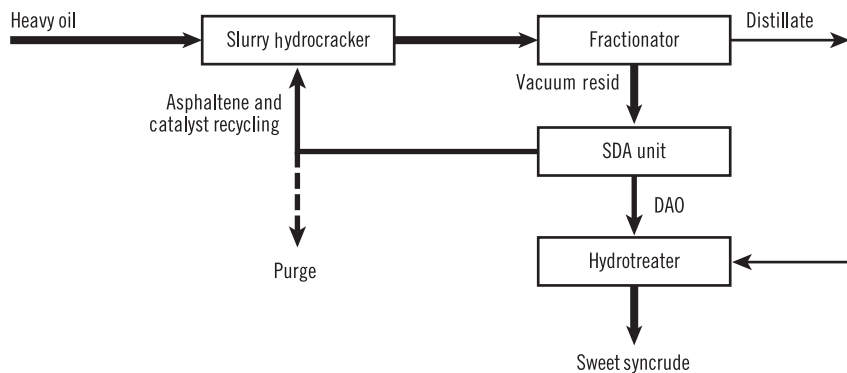 Heavy oil
Slurry hydrocracker
Fractionator
Distillate
Vacuum resid
Asphaltene and
catalyst recycling
SDA unit
DAO
Purge
Hydrotreater
Sweet syncrude